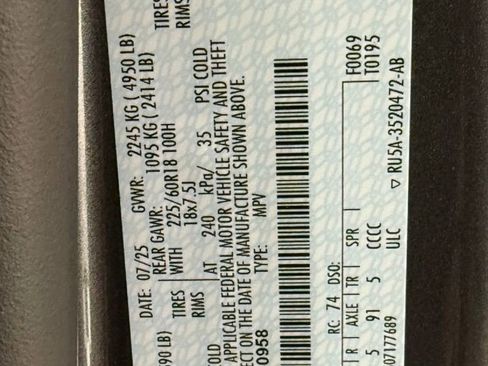 DATE: 07/25 GVWR: 2245 KG ( 4950 LB)
REAR GAWR: 1095 KG ( 2414 LB)
90 LB) WITH 225/60R18 100H TIRES
TIRES 18x7.5J RIMS
RIMS
COLD AT 240 kPa/ 35 PSI COLD
APPLICABLE FEDERAL MOTOR VEHICLE SAFETY AND THEFT
ECT ON THE DATE OF MANUFACTURE SHOWN ABOVE.
0958 TYPE: MPV
F0069
RC: 74 DSO: T0195
R AXLE TR SPR
5 91 5 CCCC
07177689 ULC ▽ RU5A-3520472-AB